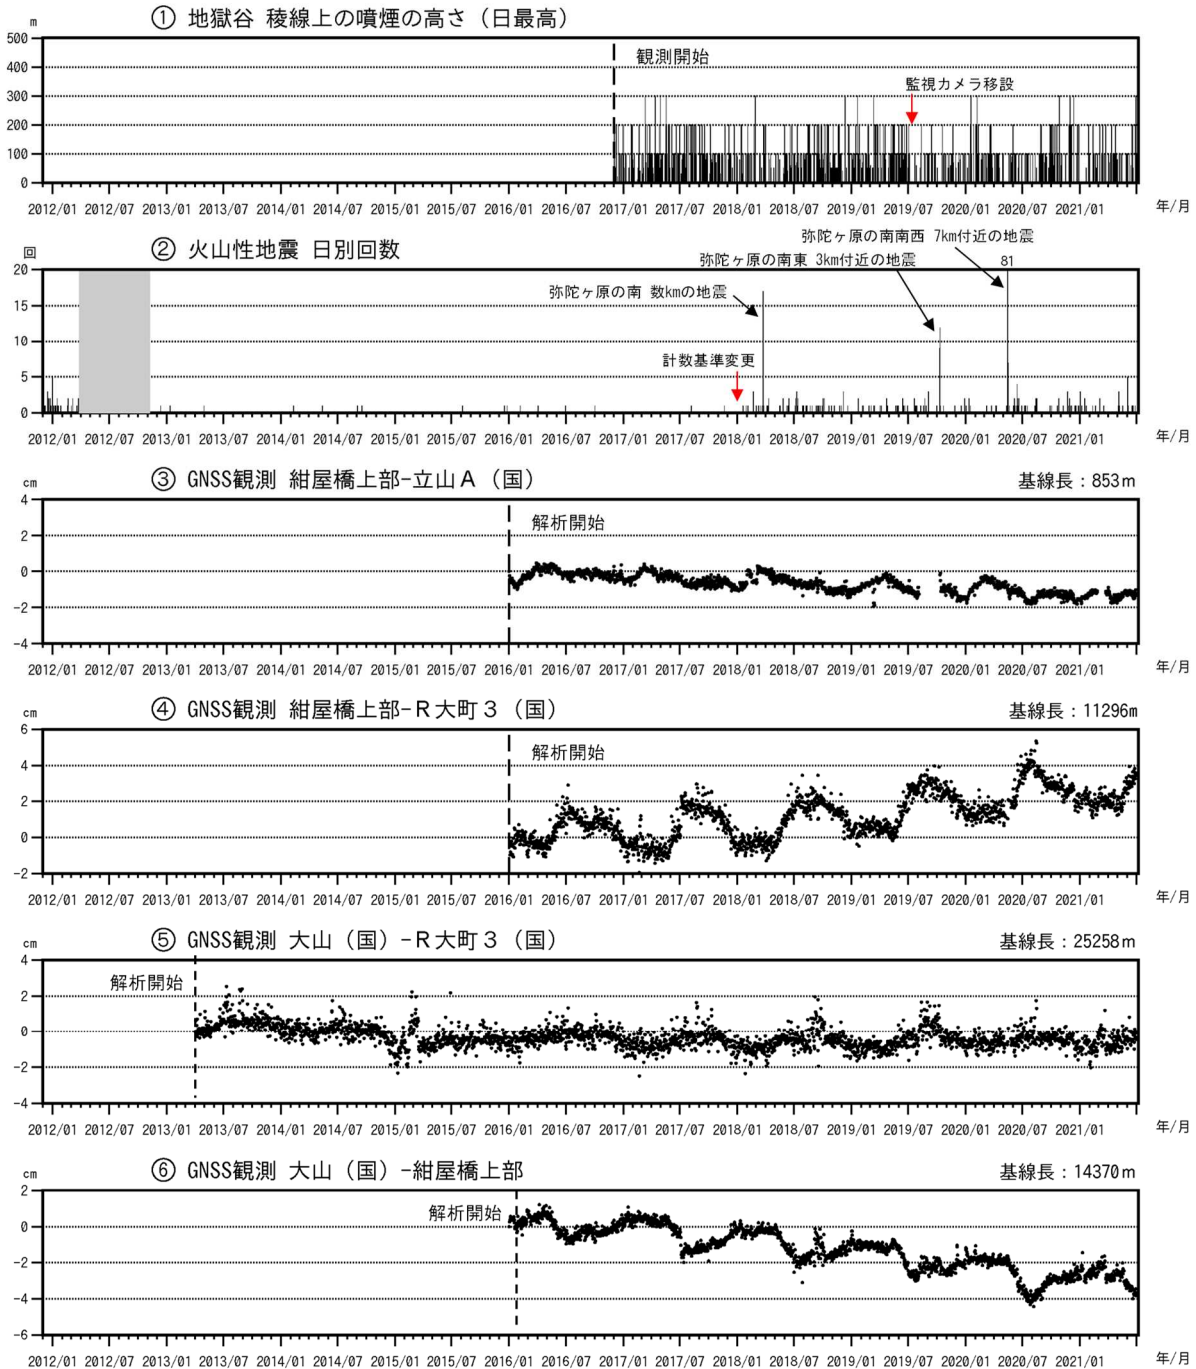 ① 地獄谷 稜線上の噴煙の高さ（日最高）
m
500
400
300
200
100
0
観測開始
監視カメラ移設
2012/01 2012/07 2013/01 2013/07 2014/01 2014/07 2015/01 2015/07 2016/01 2016/07 2017/01 2017/07 2018/01 2018/07 2019/01 2019/07 2020/01 2020/07 2021/01 年/月
② 火山性地震 日別回数
回
20
15
10
5
0
弥陀ヶ原の南南西 7km付近の地震
弥陀ヶ原の南東 3km付近の地震
81
弥陀ヶ原の南 数kmの地震
計数基準変更
2012/01 2012/07 2013/01 2013/07 2014/01 2014/07 2015/01 2015/07 2016/01 2016/07 2017/01 2017/07 2018/01 2018/07 2019/01 2019/07 2020/01 2020/07 2021/01 年/月
③ GNSS観測 紺屋橋上部-立山Ａ（国）
基線長：853m
cm
4
2
0
-2
-4
解析開始
2012/01 2012/07 2013/01 2013/07 2014/01 2014/07 2015/01 2015/07 2016/01 2016/07 2017/01 2017/07 2018/01 2018/07 2019/01 2019/07 2020/01 2020/07 2021/01 年/月
④ GNSS観測 紺屋橋上部-Ｒ大町３（国）
基線長：11296m
cm
6
4
2
0
-2
解析開始
2012/01 2012/07 2013/01 2013/07 2014/01 2014/07 2015/01 2015/07 2016/01 2016/07 2017/01 2017/07 2018/01 2018/07 2019/01 2019/07 2020/01 2020/07 2021/01 年/月
⑤ GNSS観測 大山（国）-Ｒ大町３（国）
基線長：25258m
cm
4
2
0
-2
-4
解析開始
2012/01 2012/07 2013/01 2013/07 2014/01 2014/07 2015/01 2015/07 2016/01 2016/07 2017/01 2017/07 2018/01 2018/07 2019/01 2019/07 2020/01 2020/07 2021/01 年/月
⑥ GNSS観測 大山（国）-紺屋橋上部
基線長：14370m
cm
2
0
-2
-4
-6
解析開始
2012/01 2012/07 2013/01 2013/07 2014/01 2014/07 2015/01 2015/07 2016/01 2016/07 2017/01 2017/07 2018/01 2018/07 2019/01 2019/07 2020/01 2020/07 2021/01 年/月